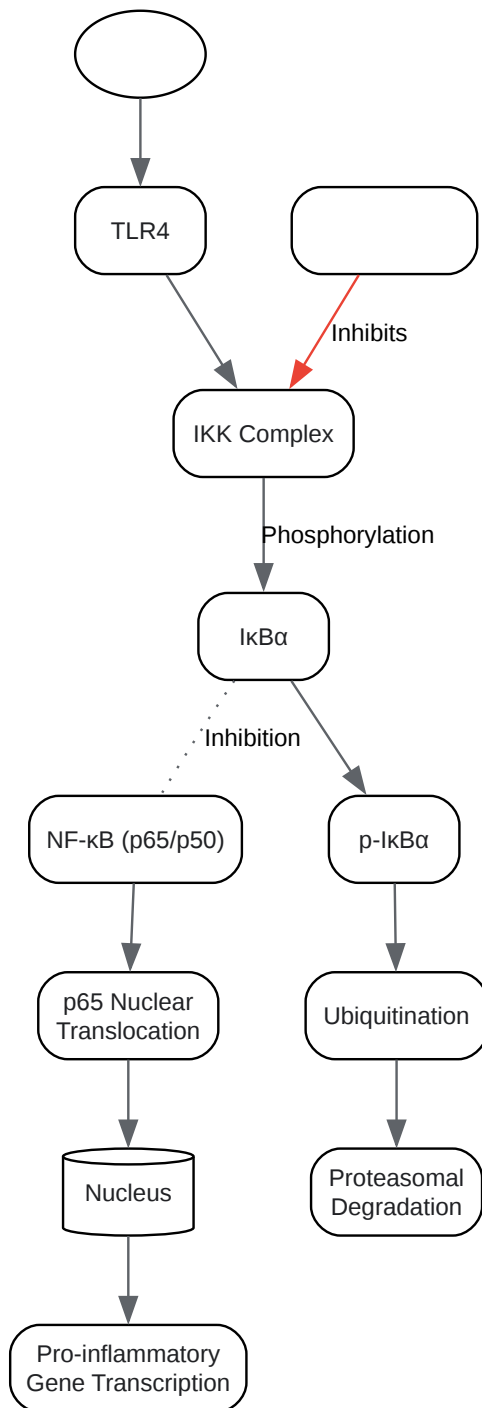 TLR4
Inhibits
IKK Complex
Phosphorylation
IκBα
Inhibition
NF-κB (p65/p50)
p-IκBα
p65 Nuclear
Translocation
Ubiquitination
Nucleus
Proteasomal
Degradation
Pro-inflammatory
Gene Transcription